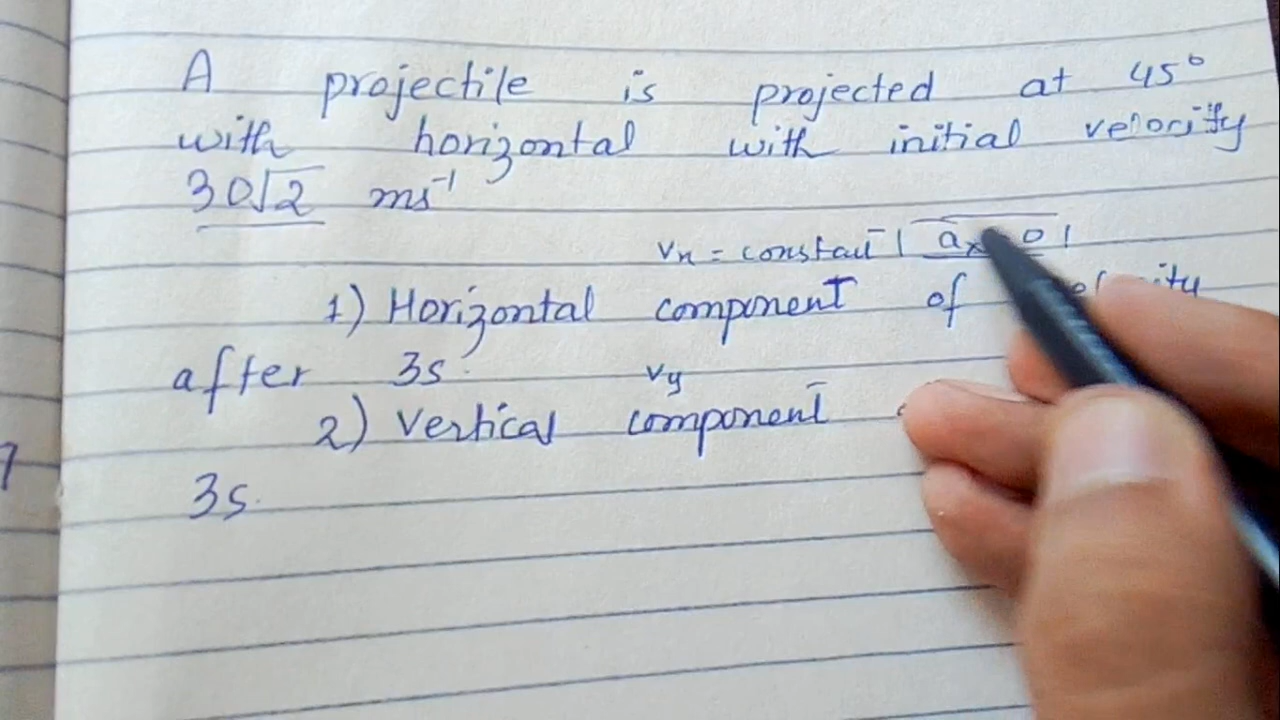 A projectile is projected at 45°
with horizontal with initial velocity
30√2 ms⁻¹
vx = constant | ax 0 |
1) Horizontal component of
after 3s.
vy
2) Vertical component
3s.
7